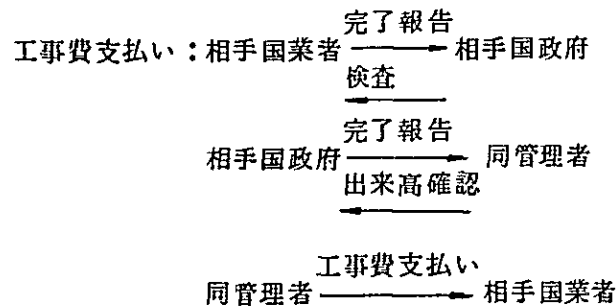 完了報告
工事費支払い：相手国業者 → 相手国政府
検査
←
完了報告
相手国政府 → 同管理者
出来高確認
←
工事費支払い
同管理者 → 相手国業者